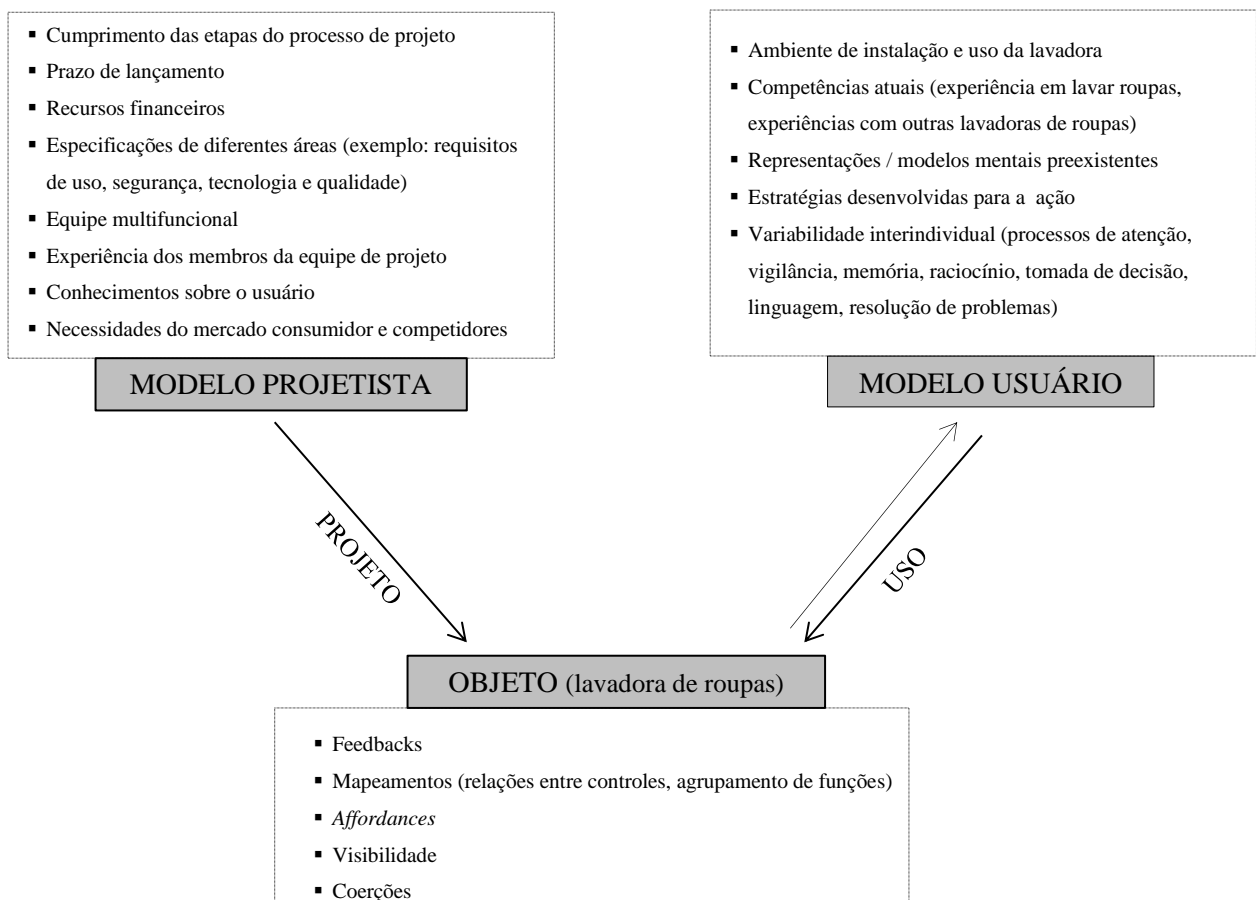 ▪ Cumprimento das etapas do processo de projeto
▪ Prazo de lançamento
▪ Recursos financeiros
▪ Especificações de diferentes áreas (exemplo: requisitos
de uso, segurança, tecnologia e qualidade)
▪ Equipe multifuncional
▪ Experiência dos membros da equipe de projeto
▪ Conhecimentos sobre o usuário
▪ Necessidades do mercado consumidor e competidores
MODELO PROJETISTA
▪ Ambiente de instalação e uso da lavadora
▪ Competências atuais (experiência em lavar roupas,
experiências com outras lavadoras de roupas)
▪ Representações / modelos mentais preexistentes
▪ Estratégias desenvolvidas para a ação
▪ Variabilidade interindividual (processos de atenção,
vigilância, memória, raciocínio, tomada de decisão,
linguagem, resolução de problemas)
MODELO USUÁRIO
PROJETO
USO
OBJETO (lavadora de roupas)
▪ Feedbacks
▪ Mapeamentos (relações entre controles, agrupamento de funções)
▪ Affordances
▪ Visibilidade
▪ Coerções